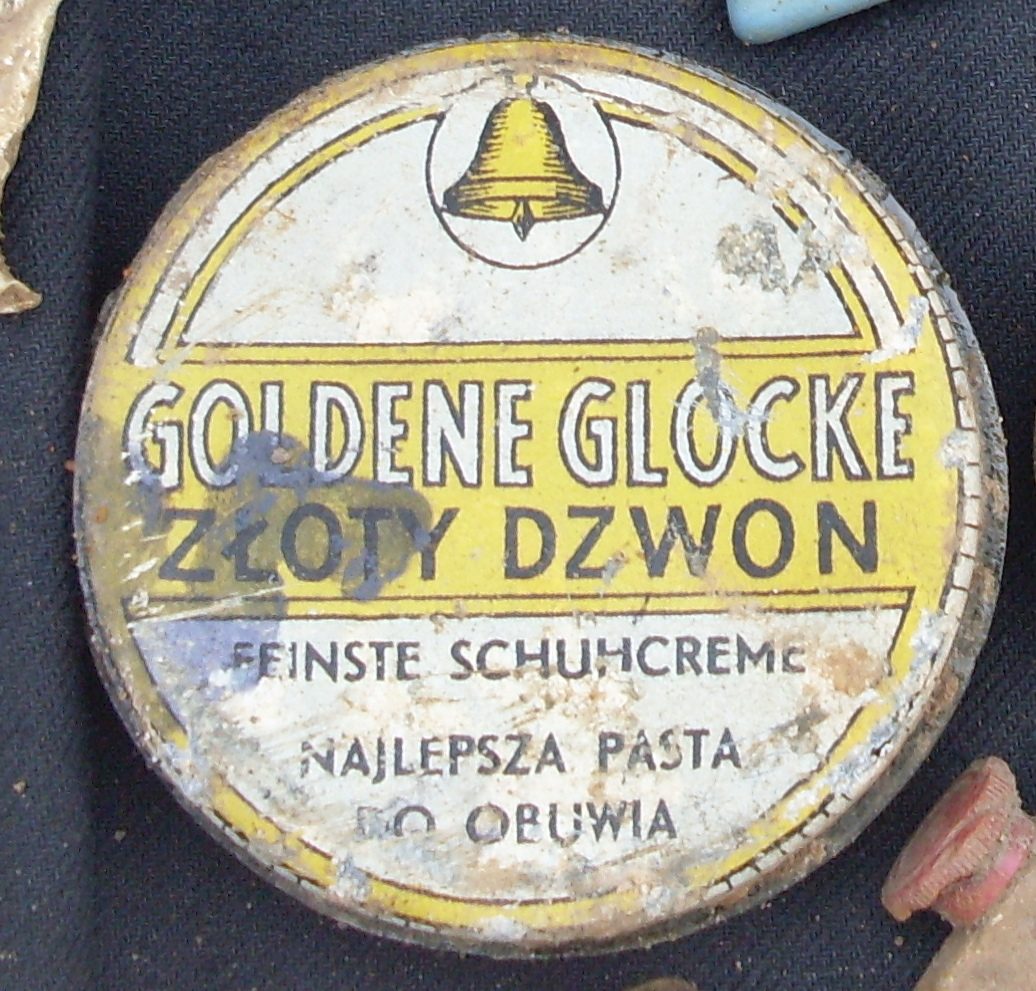 GOLDENE GLOCKE
ZŁOTY DZWON
FEINSTE SCHUHCREME
NAJLEPSZA PASTA
DO OBUWIA